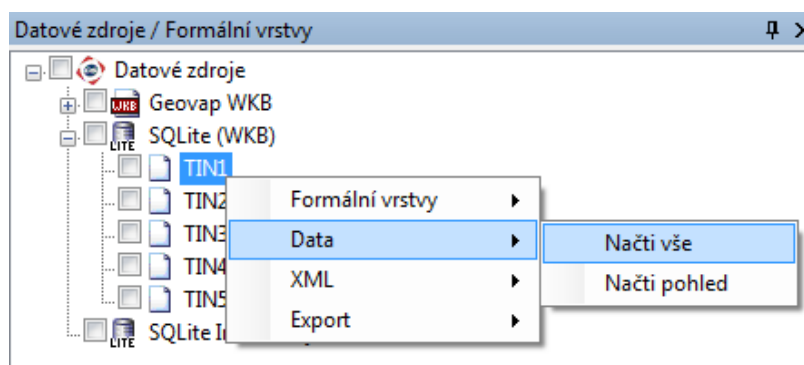 Datové zdroje / Formální vrstvy
Datové zdroje
WKB Geovap WKB
LITE SQLite (WKB)
TIN1
TIN2
Formální vrstvy
TIN3
Data
Načti vše
TIN4
XML
Načti pohled
TIN5
Export
LITE SQLite